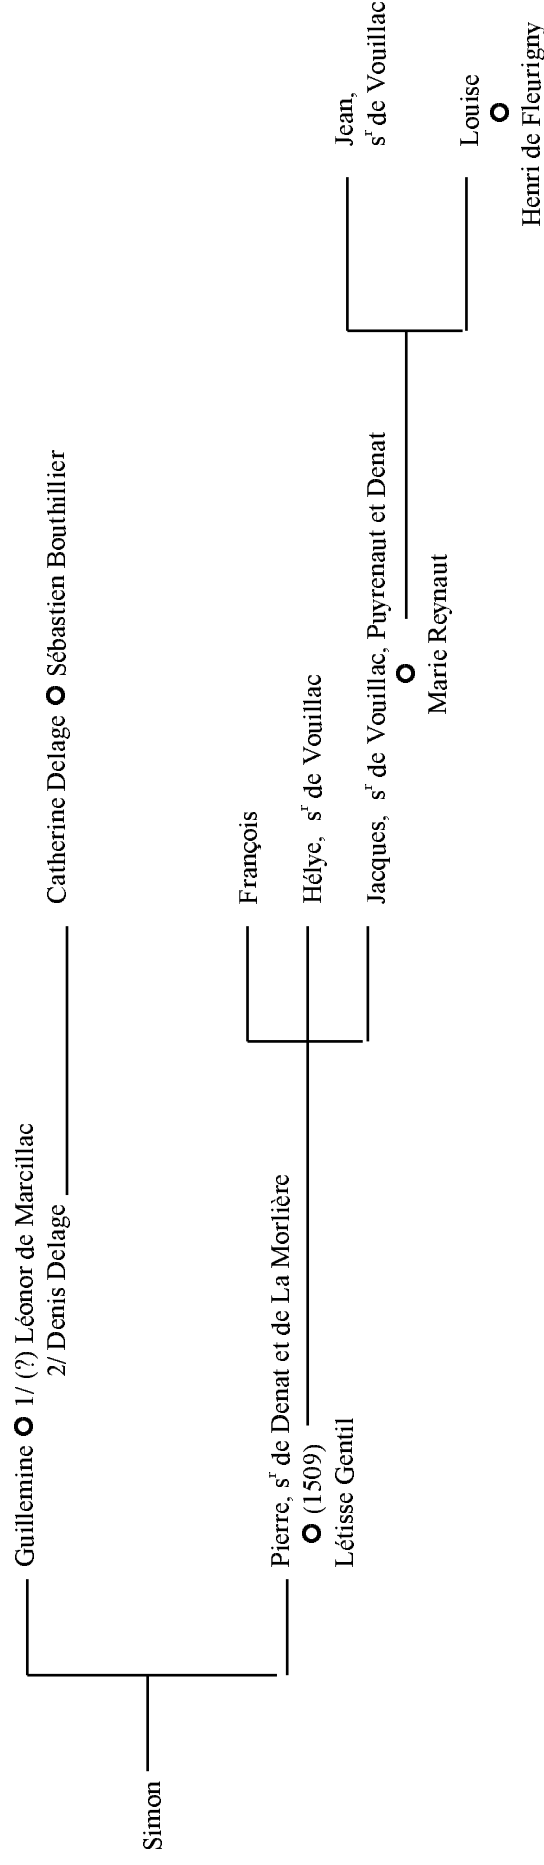 Simon
Guillemine O 1/ (?) Léonor de Marcillac
2/ Denis Delage
Catherine Delage O Sébastien Bouthillier
Pierre, sʳ de Denat et de La Morlière
O (1509)
Létisse Gentil
François
Hélye, sʳ de Vouillac
Jacques, sʳ de Vouillac, Puyrenaut et Denat
O
Marie Reynaut
Jean,
sʳ de Vouillac
Louise
O
Henri de Fleurigny